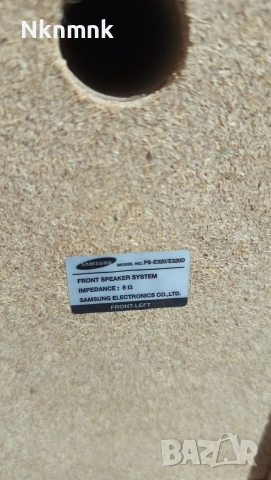 Nknmnk
SAMSUNG MODEL NO. PS-E320/E320D
FRONT SPEAKER SYSTEM
IMPEDANCE : 8 Ω
SAMSUNG ELECTRONICS CO.,LTD.
FRONT-LEFT
BAZAR